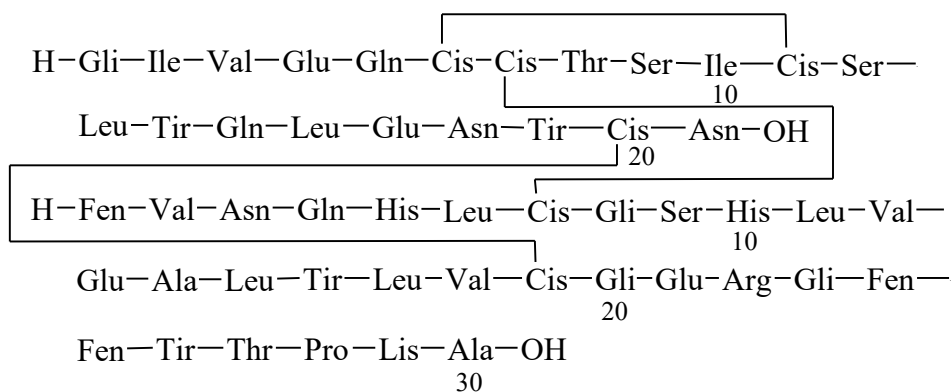 H–Gli–Ile–Val–Glu–Gln–Cis–Cis–Thr–Ser–Ile–Cis–Ser–
10
Leu–Tir–Gln–Leu–Glu–Asn–Tir–Cis–Asn–OH
20
H–Fen–Val–Asn–Gln–His–Leu–Cis–Gli–Ser–His–Leu–Val–
10
Glu–Ala–Leu–Tir–Leu–Val–Cis–Gli–Glu–Arg–Gli–Fen–
20
Fen–Tir–Thr–Pro–Lis–Ala–OH
30